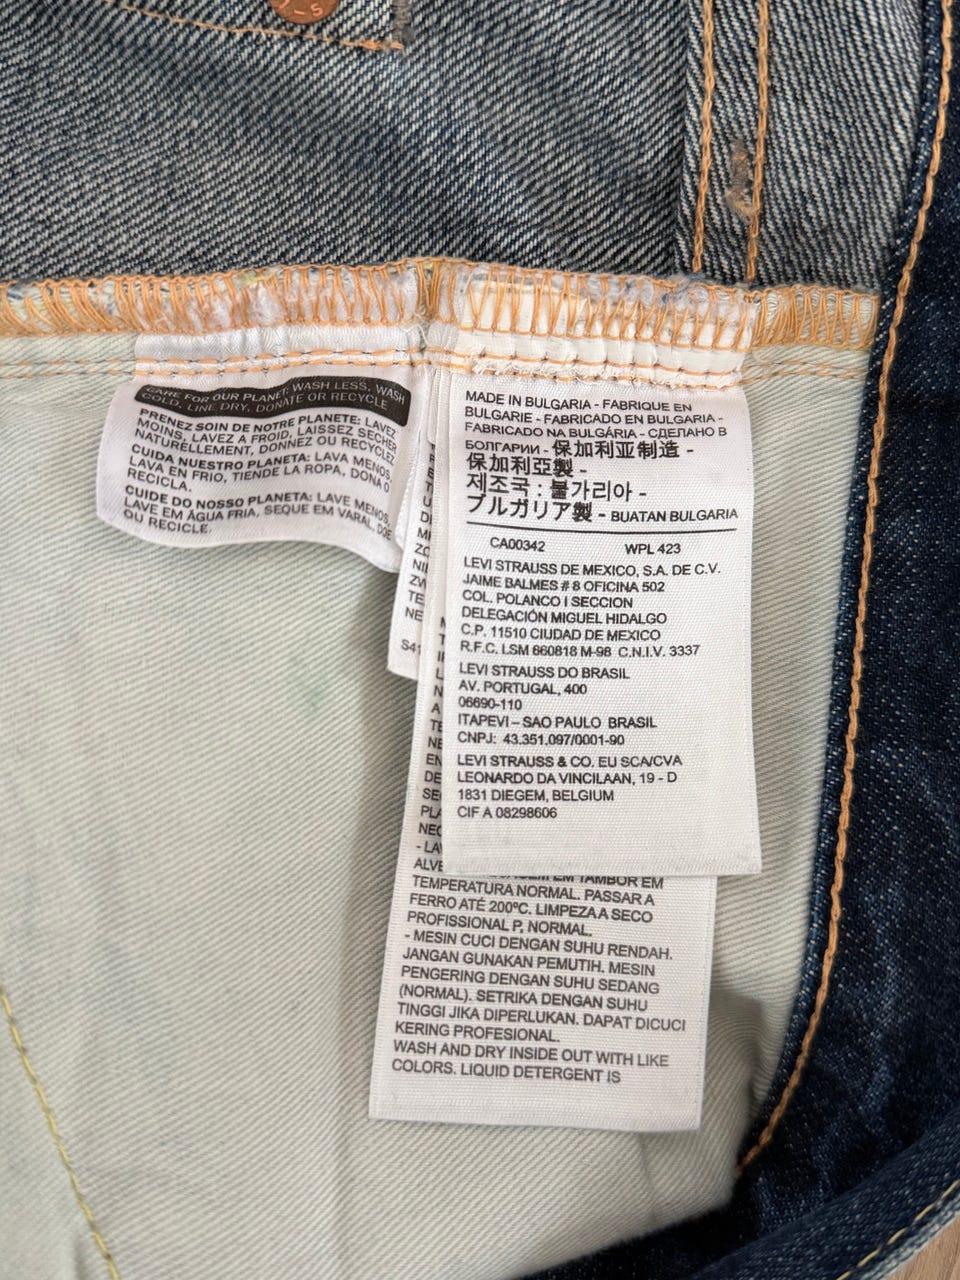 CARE FOR OUR PLANET: WASH LESS, WASH
COLD, LINE DRY, DONATE OR RECYCLE
PRENEZ SOIN DE NOTRE PLANETE: LAVEZ
MOINS, LAVEZ A FROID, LAISSEZ SECHER
NATURELLEMENT, DONNEZ OU RECYCLEZ
CUIDA NUESTRO PLANETA: LAVA MENOS,
LAVA EN FRIO, TIENDE LA ROPA, DONA O
RECICLA.
CUIDE DO NOSSO PLANETA: LAVE MENOS,
LAVE EM ÁGUA FRIA, SEQUE EM VARAL, DOE
OU RECICLE.
MADE IN BULGARIA - FABRIQUE EN
BULGARIE - FABRICADO EN BULGARIA -
FABRICADO NA BULGÁRIA - СДЕЛАНО В
БОЛГАРИИ - 保加利亚制造 -
保加利亞製 -
제조국 : 불가리아 -
ブルガリア製 - BUATAN BULGARIA
CA00342 WPL 423
LEVI STRAUSS DE MEXICO, S.A. DE C.V.
JAIME BALMES # 8 OFICINA 502
COL. POLANCO I SECCION
DELEGACIÓN MIGUEL HIDALGO
C.P. 11510 CIUDAD DE MEXICO
R.F.C. LSM 660818 M-98 C.N.I.V. 3337
LEVI STRAUSS DO BRASIL
AV. PORTUGAL, 400
06690-110
ITAPEVI – SAO PAULO BRASIL
CNPJ: 43.351.097/0001-90
LEVI STRAUSS & CO. EU SCA/CVA
LEONARDO DA VINCILAAN, 19 - D
1831 DIEGEM, BELGIUM
CIF A 08298606
EM TAMBOR EM
TEMPERATURA NORMAL. PASSAR A
FERRO ATÉ 200ºC. LIMPEZA A SECO
PROFISSIONAL P, NORMAL.
- MESIN CUCI DENGAN SUHU RENDAH.
JANGAN GUNAKAN PEMUTIH. MESIN
PENGERING DENGAN SUHU SEDANG
(NORMAL). SETRIKA DENGAN SUHU
TINGGI JIKA DIPERLUKAN. DAPAT DICUCI
KERING PROFESIONAL.
WASH AND DRY INSIDE OUT WITH LIKE
COLORS. LIQUID DETERGENT IS